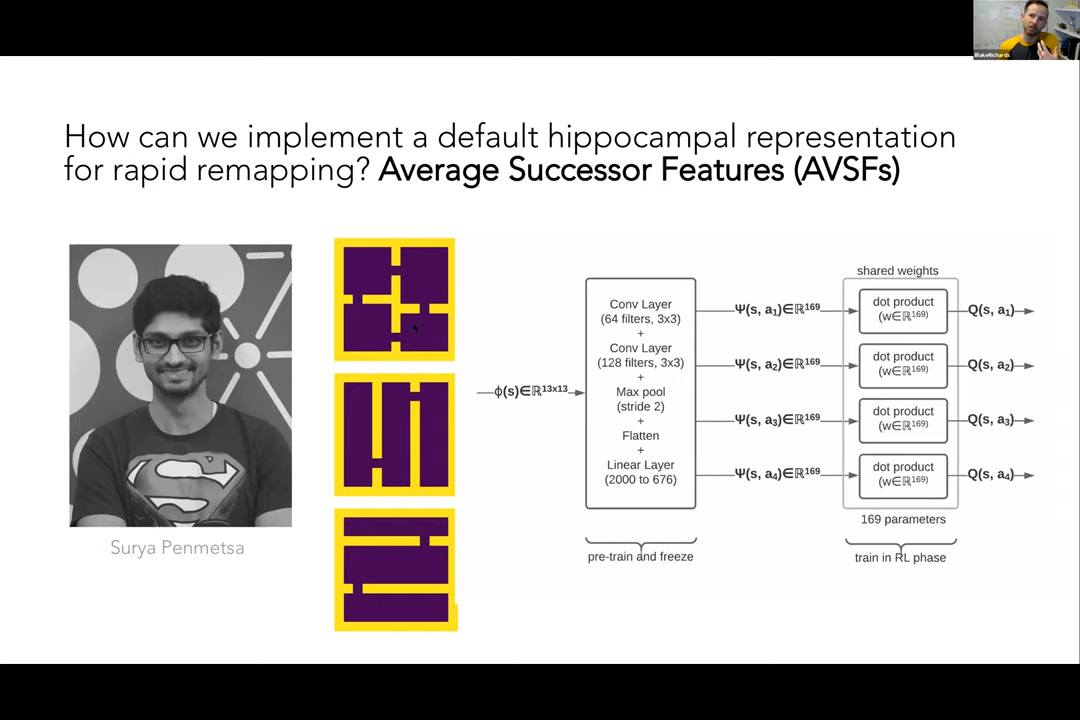 BlakeRichards
How can we implement a default hippocampal representation
for rapid remapping? Average Successor Features (AVSFs)
Surya Penmetsa
ϕ(s)∈ℝ¹³ˣ¹³
Conv Layer
(64 filters, 3x3)
+
Conv Layer
(128 filters, 3x3)
+
Max pool
(stride 2)
+
Flatten
+
Linear Layer
(2000 to 676)
pre-train and freeze
Ψ(s, a₁)∈ℝ¹⁶⁹
Ψ(s, a₂)∈ℝ¹⁶⁹
Ψ(s, a₃)∈ℝ¹⁶⁹
Ψ(s, a₄)∈ℝ¹⁶⁹
shared weights
dot product
(w∈ℝ¹⁶⁹)
dot product
(w∈ℝ¹⁶⁹)
dot product
(w∈ℝ¹⁶⁹)
dot product
(w∈ℝ¹⁶⁹)
169 parameters
train in RL phase
Q(s, a₁)
Q(s, a₂)
Q(s, a₃)
Q(s, a₄)